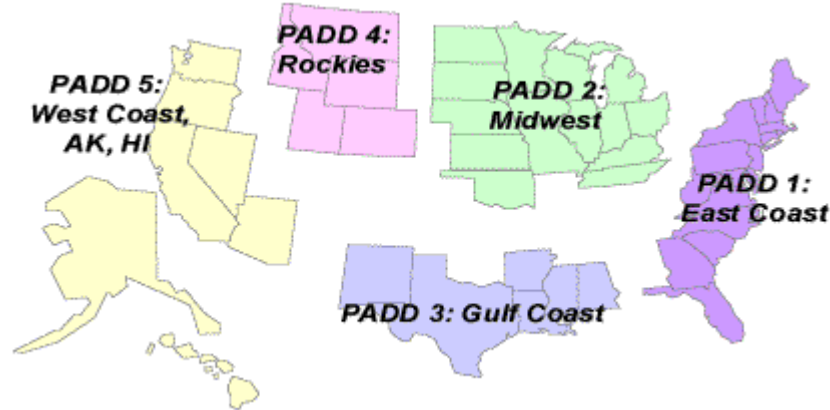 PADD 4:
Rockies
PADD 5:
West Coast,
AK, HI
PADD 2:
Midwest
PADD 1:
East Coast
PADD 3: Gulf Coast